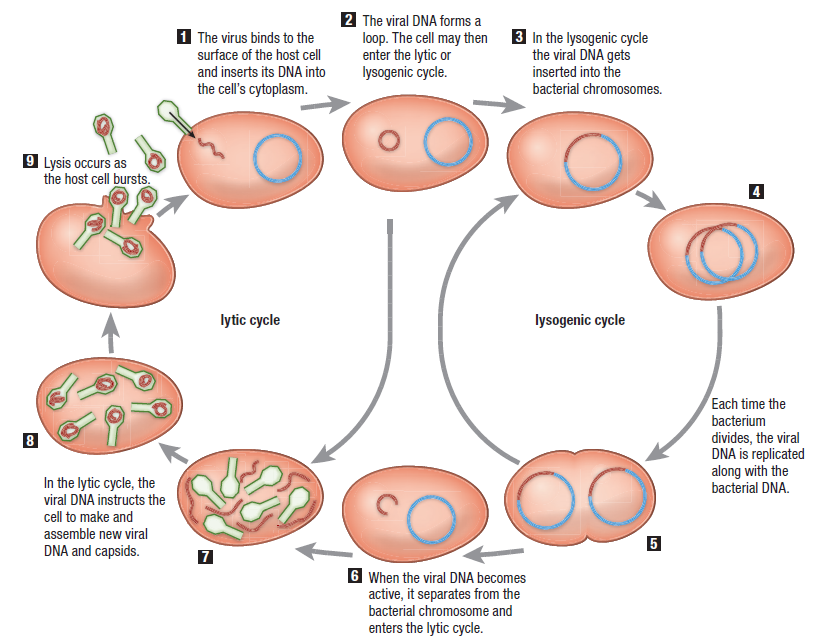 1 The virus binds to the
surface of the host cell
and inserts its DNA into
the cell's cytoplasm.
2 The viral DNA forms a
loop. The cell may then
enter the lytic or
lysogenic cycle.
3 In the lysogenic cycle
the viral DNA gets
inserted into the
bacterial chromosomes.
9 Lysis occurs as
the host cell bursts.
4
lytic cycle
lysogenic cycle
Each time the
bacterium
divides, the viral
DNA is replicated
along with the
bacterial DNA.
8
In the lytic cycle, the
viral DNA instructs the
cell to make and
assemble new viral
DNA and capsids.
7
5
6 When the viral DNA becomes
active, it separates from the
bacterial chromosome and
enters the lytic cycle.